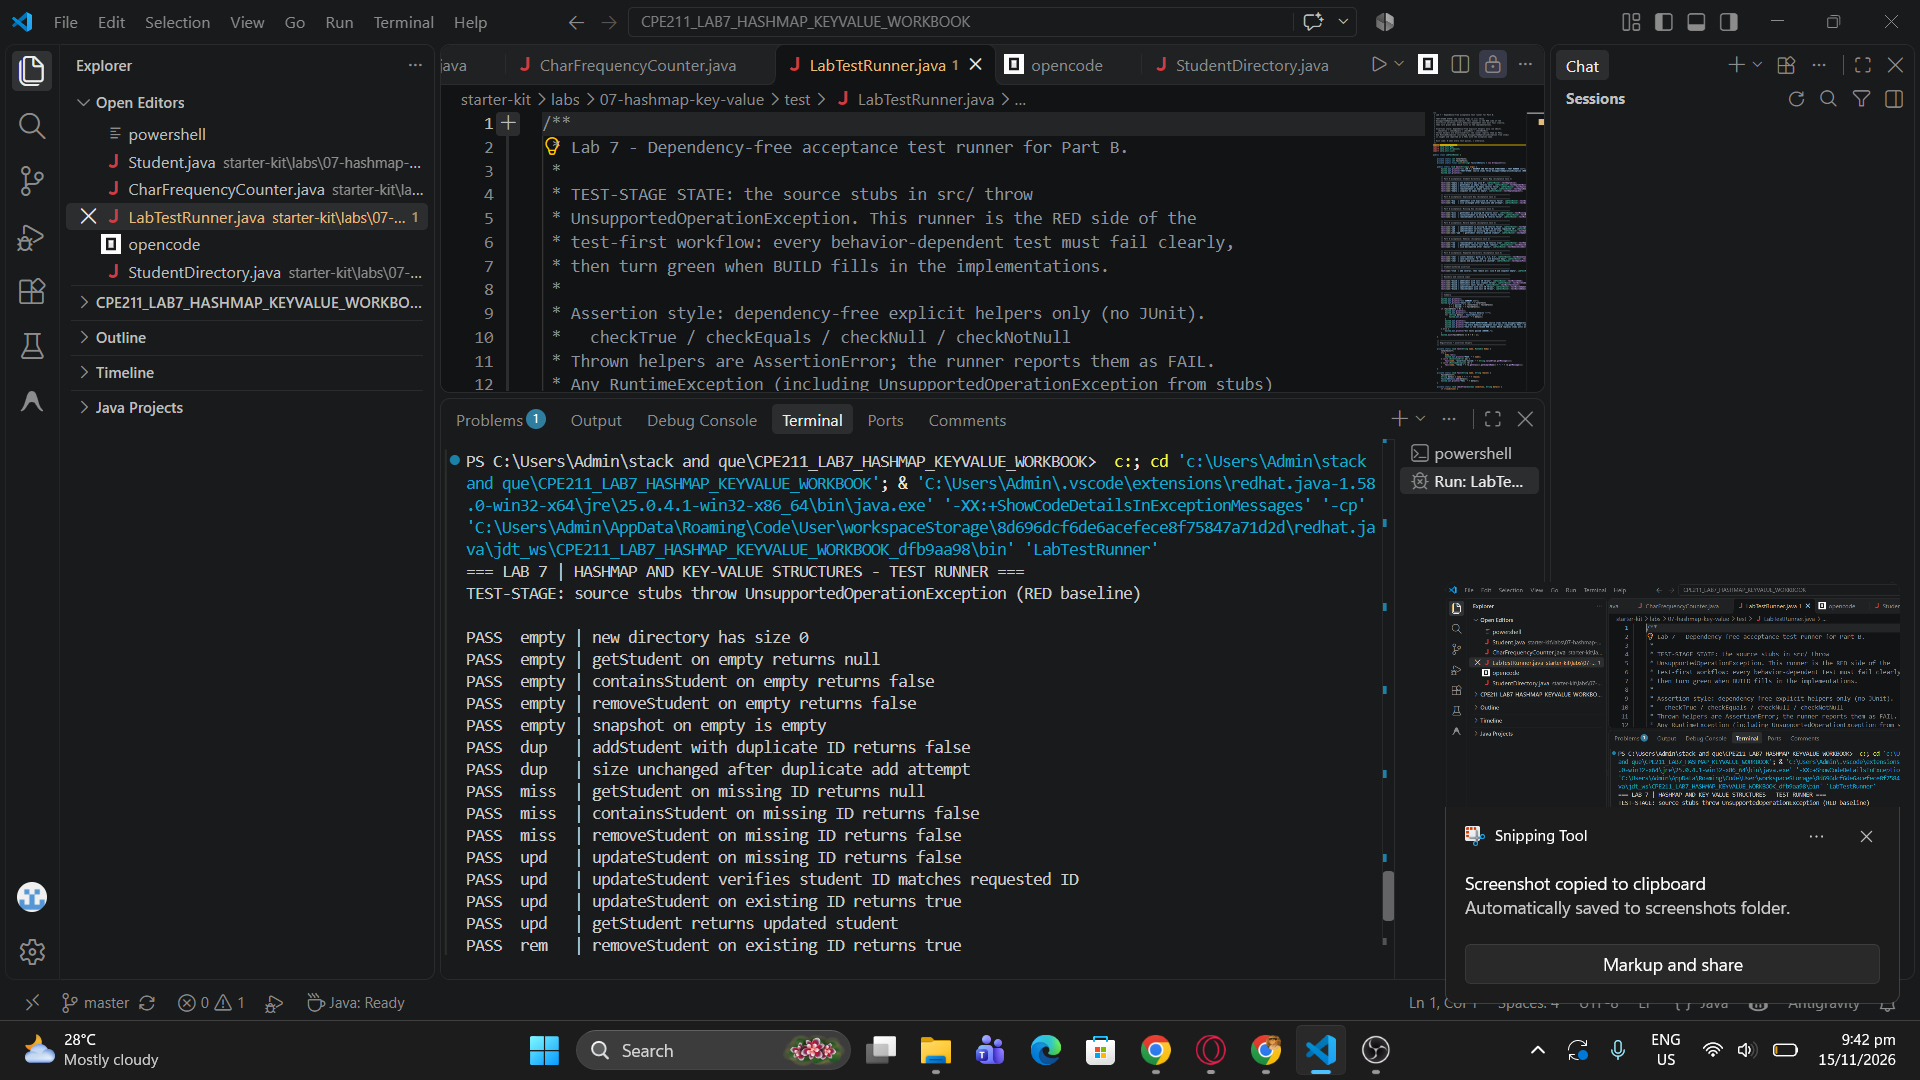 File Edit Selection View Go Run Terminal Help
CPE211_LAB7_HASHMAP_KEYVALUE_WORKBOOK
Explorer
Open Editors
powershell
Student.java starter-kit\labs\07-hashmap-...
CharFrequencyCounter.java starter-kit\la...
LabTestRunner.java starter-kit\labs\07-... 1
opencode
StudentDirectory.java starter-kit\labs\07-...
CPE211_LAB7_HASHMAP_KEYVALUE_WORKBO...
Outline
Timeline
Java Projects
java
CharFrequencyCounter.java
LabTestRunner.java 1
opencode
StudentDirectory.java
starter-kit > labs > 07-hashmap-key-value > test > LabTestRunner.java > ...
1 /**
2 * Lab 7 - Dependency-free acceptance test runner for Part B.
3 *
4 * TEST-STAGE STATE: the source stubs in src/ throw
5 * UnsupportedOperationException. This runner is the RED side of the
6 * test-first workflow: every behavior-dependent test must fail clearly,
7 * then turn green when BUILD fills in the implementations.
8 *
9 * Assertion style: dependency-free explicit helpers only (no JUnit).
10 * checkTrue / checkEquals / checkNull / checkNotNull
11 * Thrown helpers are AssertionError; the runner reports them as FAIL.
12 * Any RuntimeException (including UnsupportedOperationException from stubs)
Problems 1 Output Debug Console Terminal Ports Comments
PS C:\Users\Admin\stack and que\CPE211_LAB7_HASHMAP_KEYVALUE_WORKBOOK> c:; cd 'c:\Users\Admin\stack
and que\CPE211_LAB7_HASHMAP_KEYVALUE_WORKBOOK'; & 'C:\Users\Admin\.vscode\extensions\redhat.java-1.58
.0-win32-x64\jre\25.0.4.1-win32-x86_64\bin\java.exe' '-XX:+ShowCodeDetailsInExceptionMessages' '-cp'
'C:\Users\Admin\AppData\Roaming\Code\User\workspaceStorage\8d696dcf6de6acefece8f75847a71d2d\redhat.ja
va\jdt_ws\CPE211_LAB7_HASHMAP_KEYVALUE_WORKBOOK_dfb9aa98\bin' 'LabTestRunner'
=== LAB 7 | HASHMAP AND KEY-VALUE STRUCTURES - TEST RUNNER ===
TEST-STAGE: source stubs throw UnsupportedOperationException (RED baseline)
PASS empty | new directory has size 0
PASS empty | getStudent on empty returns null
PASS empty | containsStudent on empty returns false
PASS empty | removeStudent on empty returns false
PASS empty | snapshot on empty is empty
PASS dup | addStudent with duplicate ID returns false
PASS dup | size unchanged after duplicate add attempt
PASS miss | getStudent on missing ID returns null
PASS miss | containsStudent on missing ID returns false
PASS miss | removeStudent on missing ID returns false
PASS upd | updateStudent on missing ID returns false
PASS upd | updateStudent verifies student ID matches requested ID
PASS upd | updateStudent on existing ID returns true
PASS upd | getStudent returns updated student
PASS rem | removeStudent on existing ID returns true
powershell
Run: LabTe...
Chat
Sessions
Snipping Tool
Screenshot copied to clipboard
Automatically saved to screenshots folder.
Markup and share
master
0 1
Java: Ready
28°C
Mostly cloudy
Search
ENG
US
9:42 pm
15/11/2026